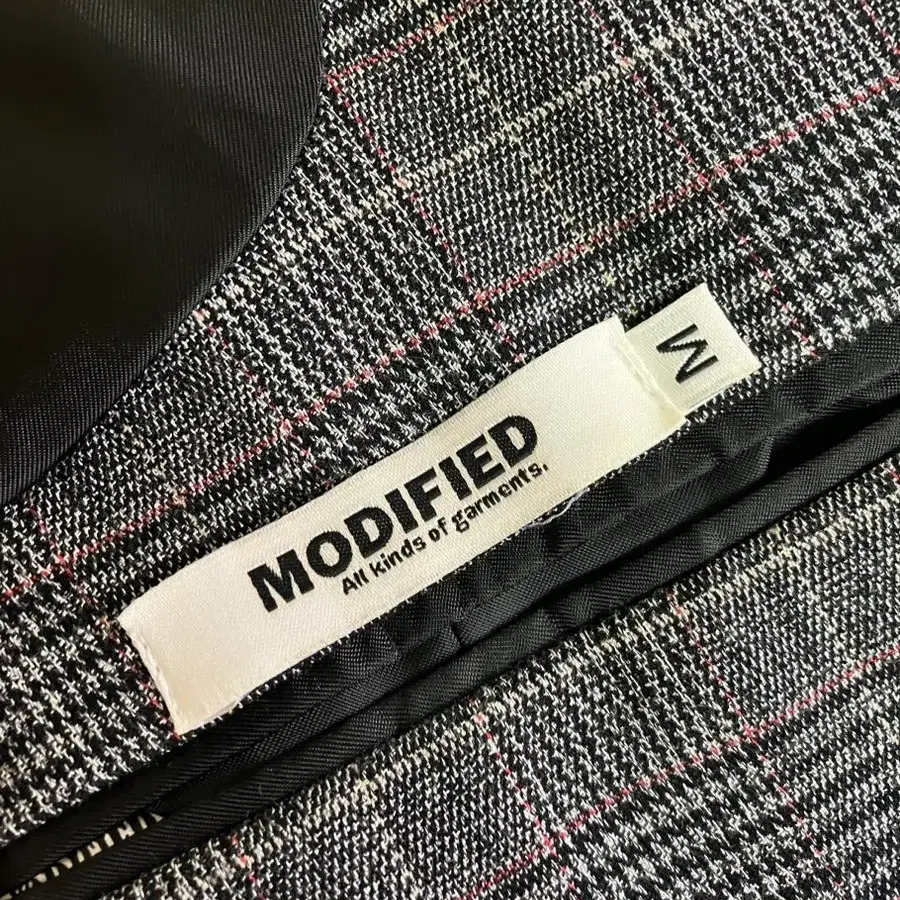 MODIFIED
All kinds of garments.
M